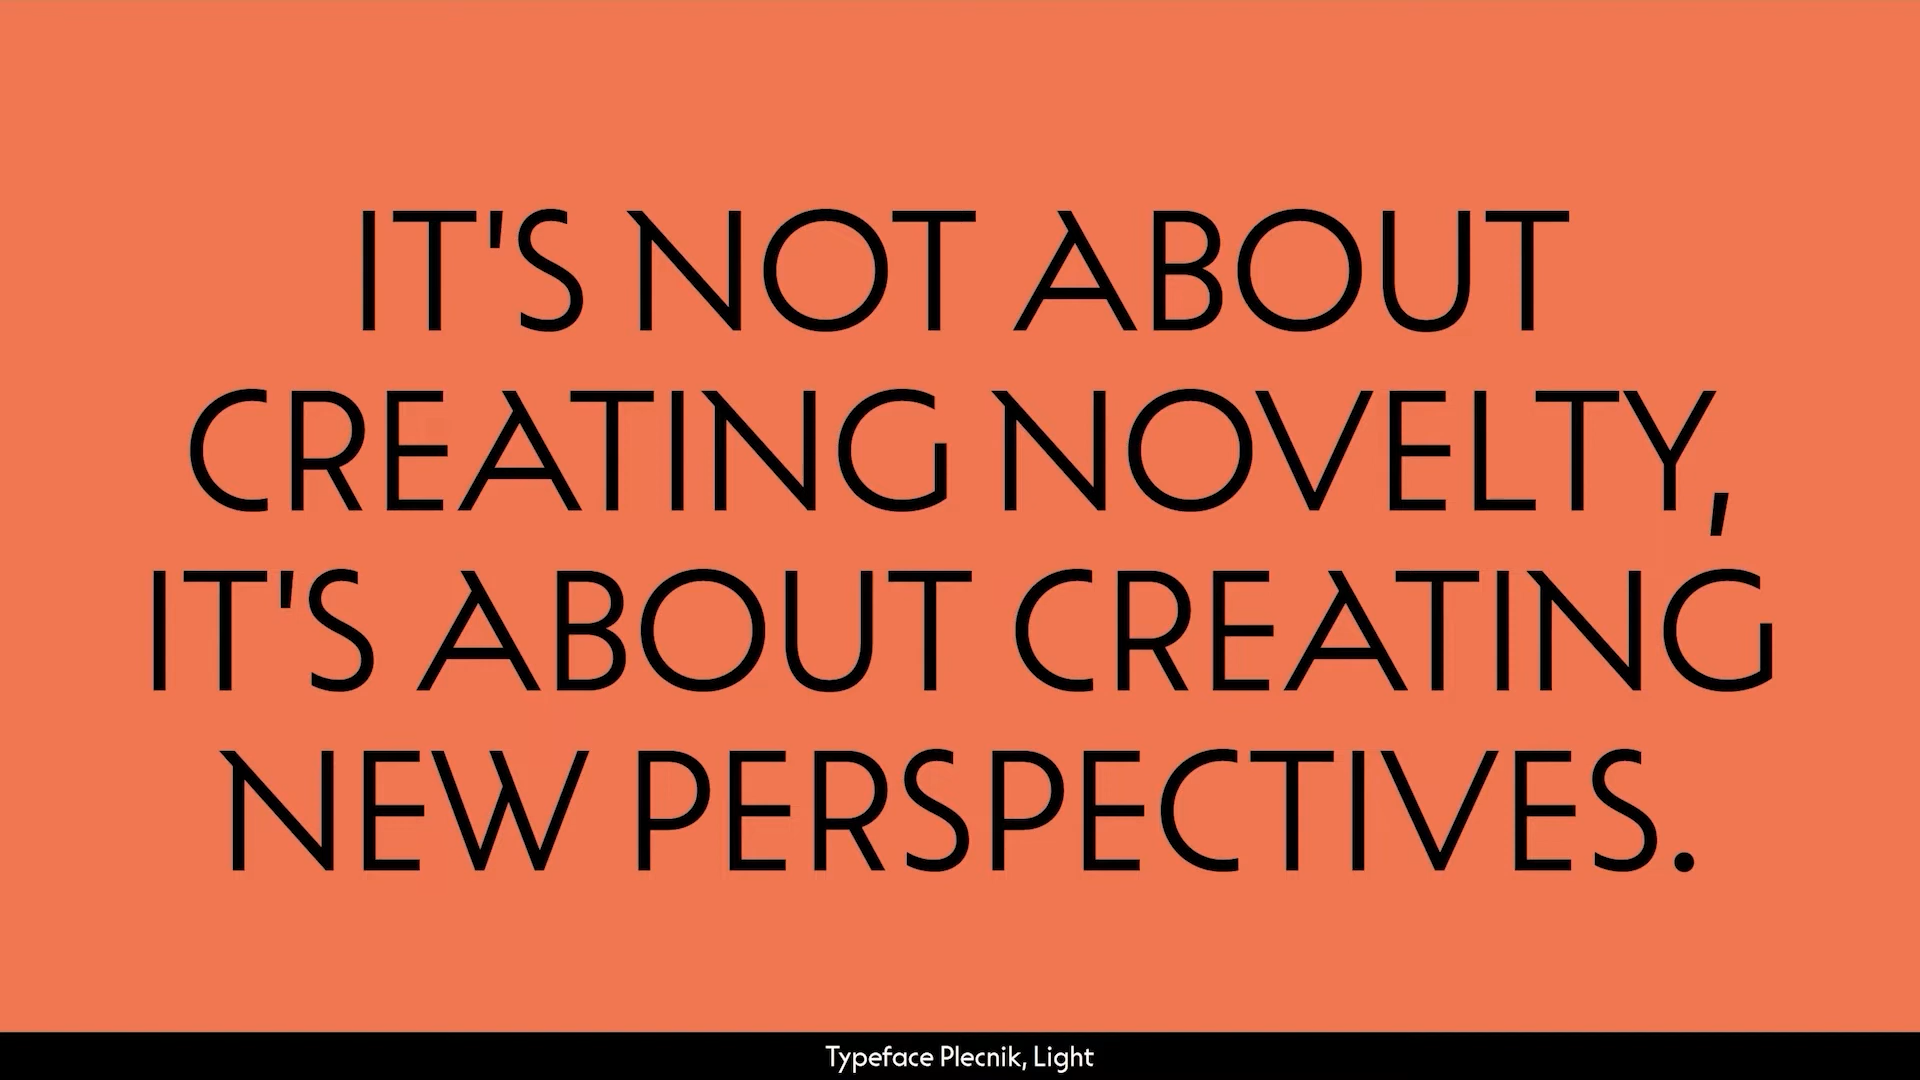 IT'S NOT ABOUT
CREATING NOVELTY,
IT'S ABOUT CREATING
NEW PERSPECTIVES.
Typeface Plecnik, Light